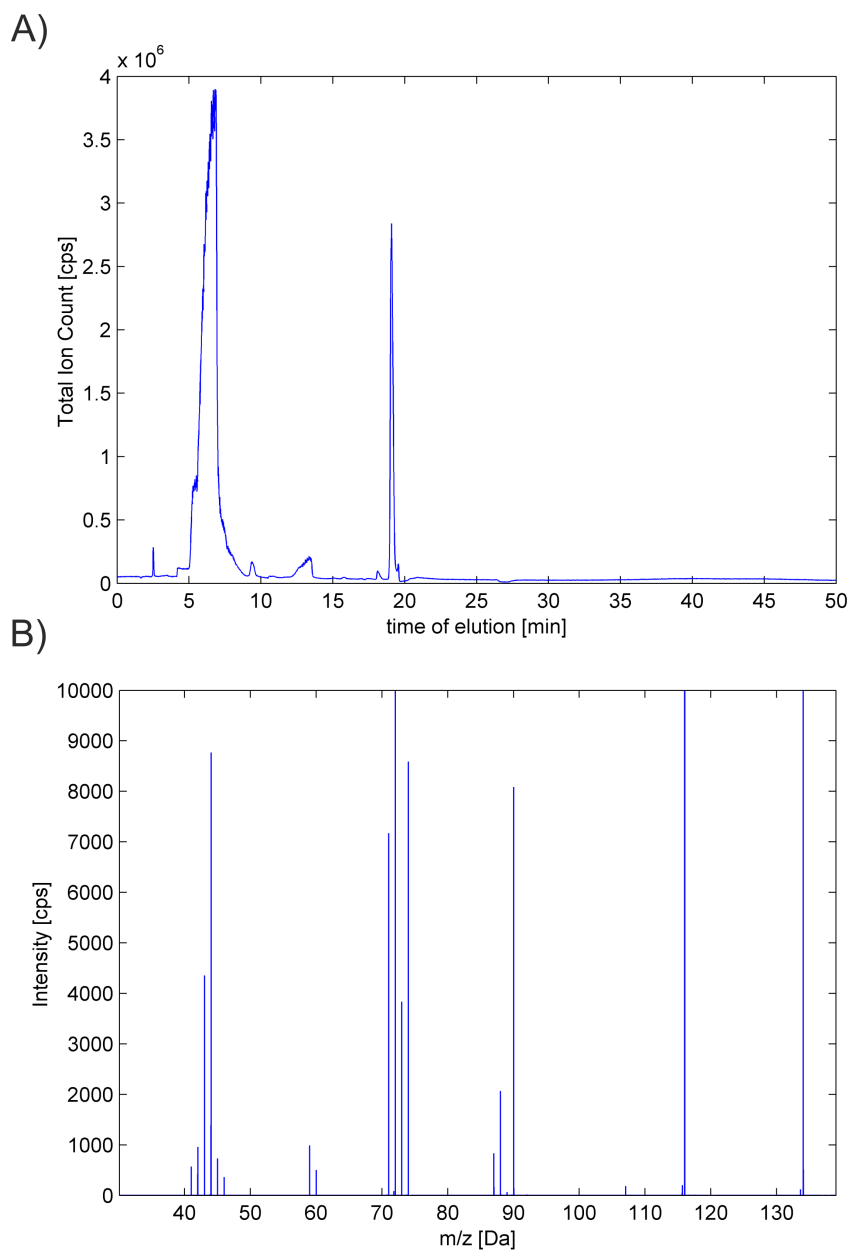 A)
x 10^6
4
3.5
3
2.5
2
1.5
1
0.5
0
Total Ion Count [cps]
0 5 10 15 20 25 30 35 40 45 50
time of elution [min]
B)
10000
9000
8000
7000
6000
5000
4000
3000
2000
1000
0
Intensity [cps]
40 50 60 70 80 90 100 110 120 130
m/z [Da]